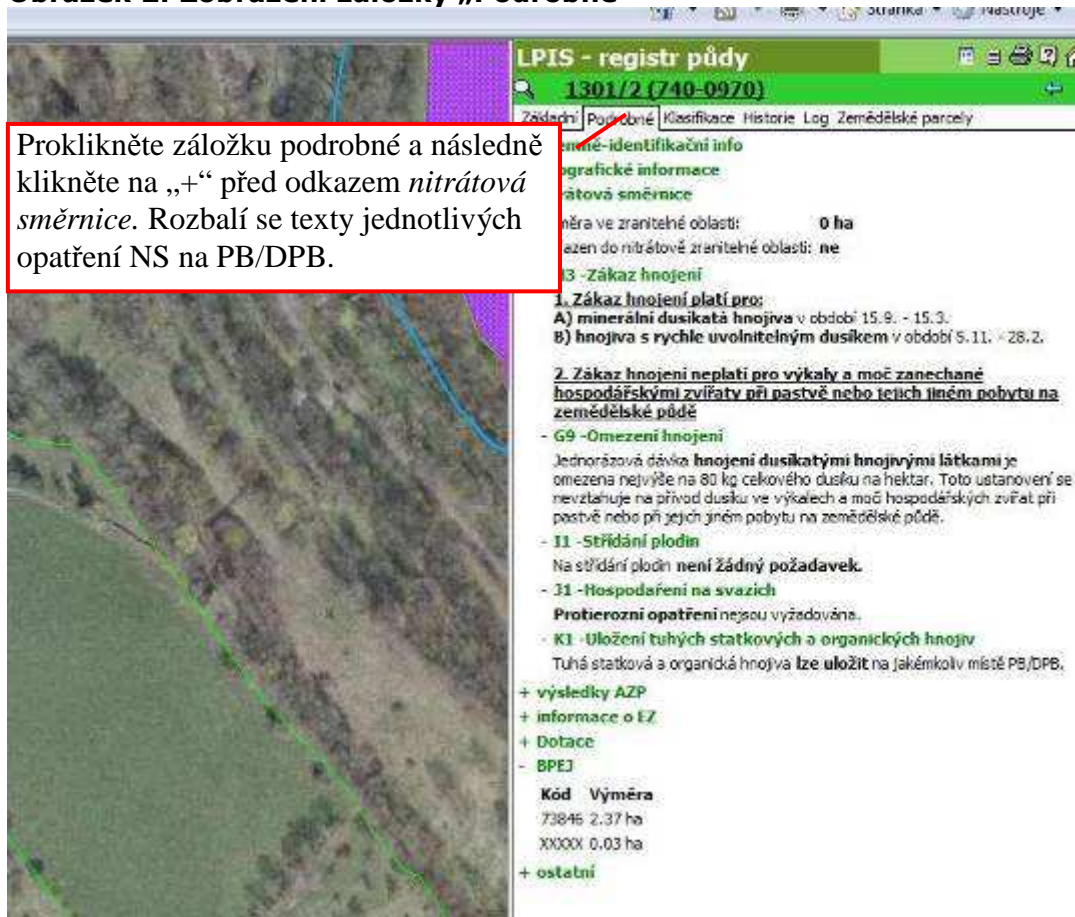 Obrázek 2: Zobrazení záložky „Podrobné“
Stránka Nástroje
LPIS - registr půdy
1301/2 (740-0970)
Základní Podrobné Klasifikace Historie Log Zemědělské parcely
Proklikněte záložku podrobné a následně
klikněte na „+“ před odkazem nitrátová
směrnice. Rozbalí se texty jednotlivých
opatření NS na PB/DPB.
-identifikační info
ografické informace
rátová směrnice
měra ve zranitelné oblasti: 0 ha
azen do nitrátově zranitelné oblasti: ne
H3 -Zákaz hnojení
1. Zákaz hnojení platí pro:
A) minerální dusíkatá hnojiva v období 15.9. - 15.3.
B) hnojiva s rychle uvolnitelným dusíkem v období 5.11. - 28.2.
2. Zákaz hnojení neplatí pro výkaly a moč zanechané
hospodářskými zvířaty při pastvě nebo jejich jiném pobytu na
zemědělské půdě
- G9 -Omezení hnojení
Jednorázová dávka hnojení dusíkatými hnojivými látkami je
omezena nejvýše na 80 kg celkového dusíku na hektar. Toto ustanovení se
nevztahuje na přívod dusíku ve výkalech a moči hospodářských zvířat při
pastvě nebo při jejich jiném pobytu na zemědělské půdě.
- I1 -Střídání plodin
Na střídání plodin není žádný požadavek.
- J1 -Hospodaření na svazích
Protierozní opatření nejsou vyžadována.
- K1 -Uložení tuhých statkových a organických hnojiv
Tuhá statková a organická hnojiva lze uložit na jakémkoliv místě PB/DPB.
+ výsledky AZP
+ informace o EZ
+ Dotace
- BPEJ
Kód Výměra
73846 2.37 ha
XXXXX 0.03 ha
+ ostatní